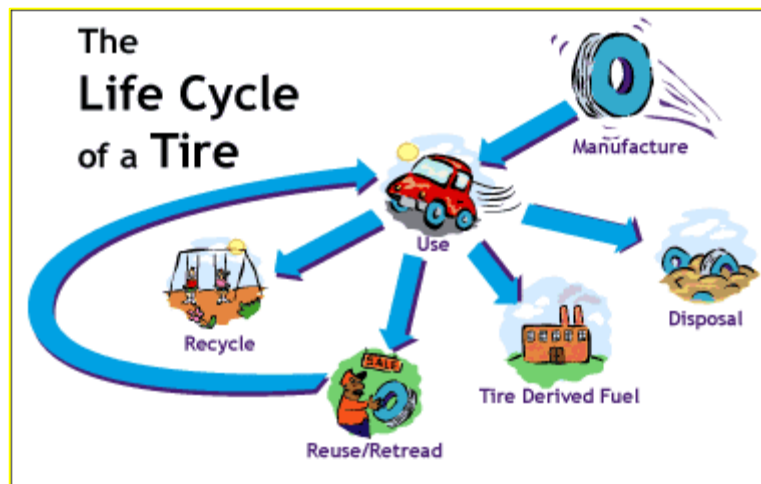 The
Life Cycle
of a Tire
Manufacture
Use
Disposal
Recycle
SALE
Tire Derived Fuel
Reuse/Retread